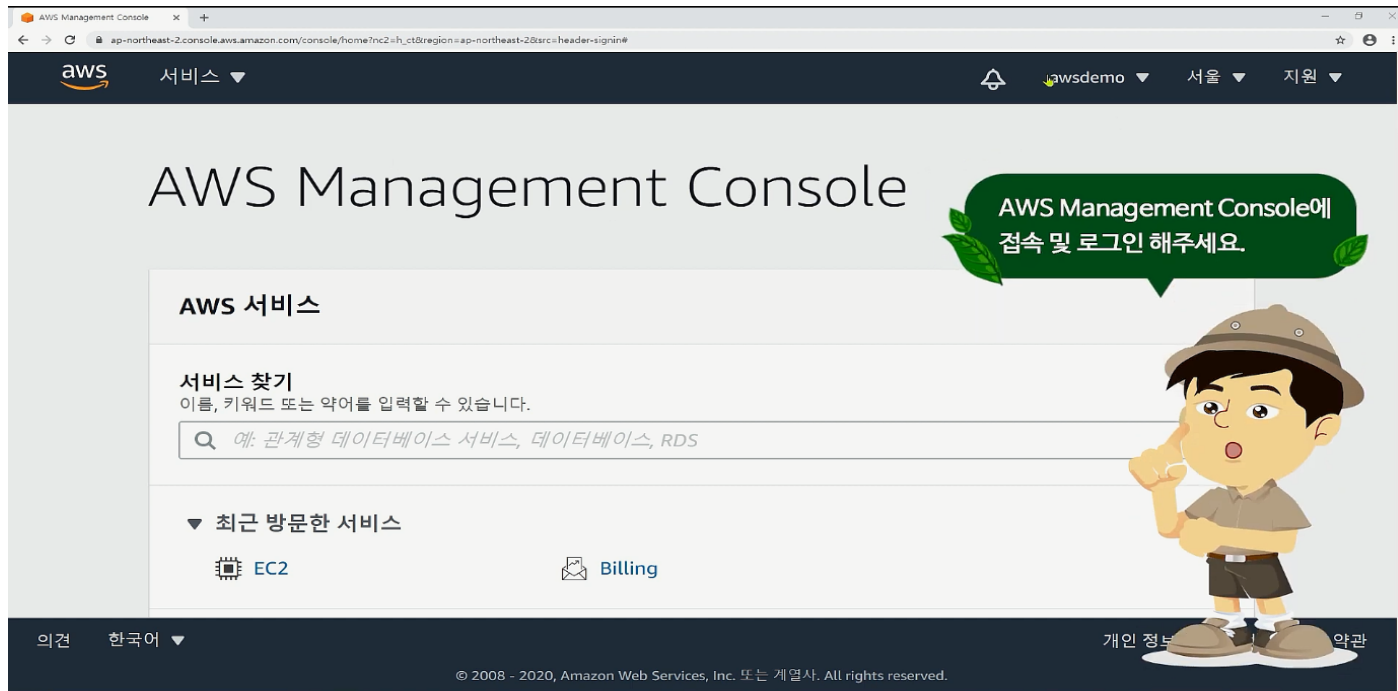 AWS Management Console
ap-northeast-2.console.aws.amazon.com/console/home?nc2=h_ct&region=ap-northeast-2&src=header-signin#
aws 서비스 ▼ awsdemo ▼ 서울 ▼ 지원 ▼
AWS Management Console
AWS Management Console에
접속 및 로그인 해주세요.
AWS 서비스
서비스 찾기
이름, 키워드 또는 약어를 입력할 수 있습니다.
예: 관계형 데이터베이스 서비스, 데이터베이스, RDS
▼ 최근 방문한 서비스
EC2 Billing
의견 한국어 ▼ 개인 정보 약관
© 2008 - 2020, Amazon Web Services, Inc. 또는 계열사. All rights reserved.